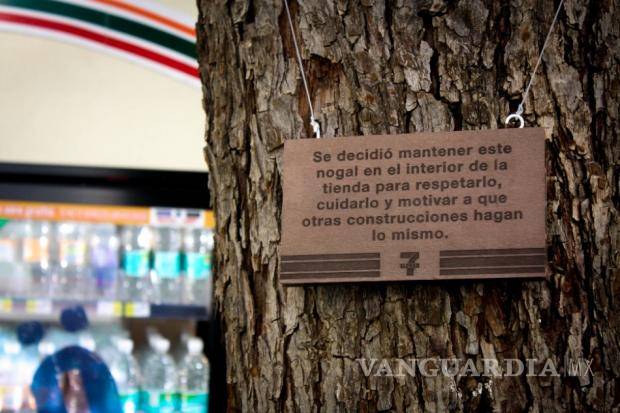 Se decidió mantener este
nogal en el interior de la
tienda para respetarlo,
cuidarlo y motivar a que
otras construcciones hagan
lo mismo.
7
ELEVEN
VANGUARDIA MX